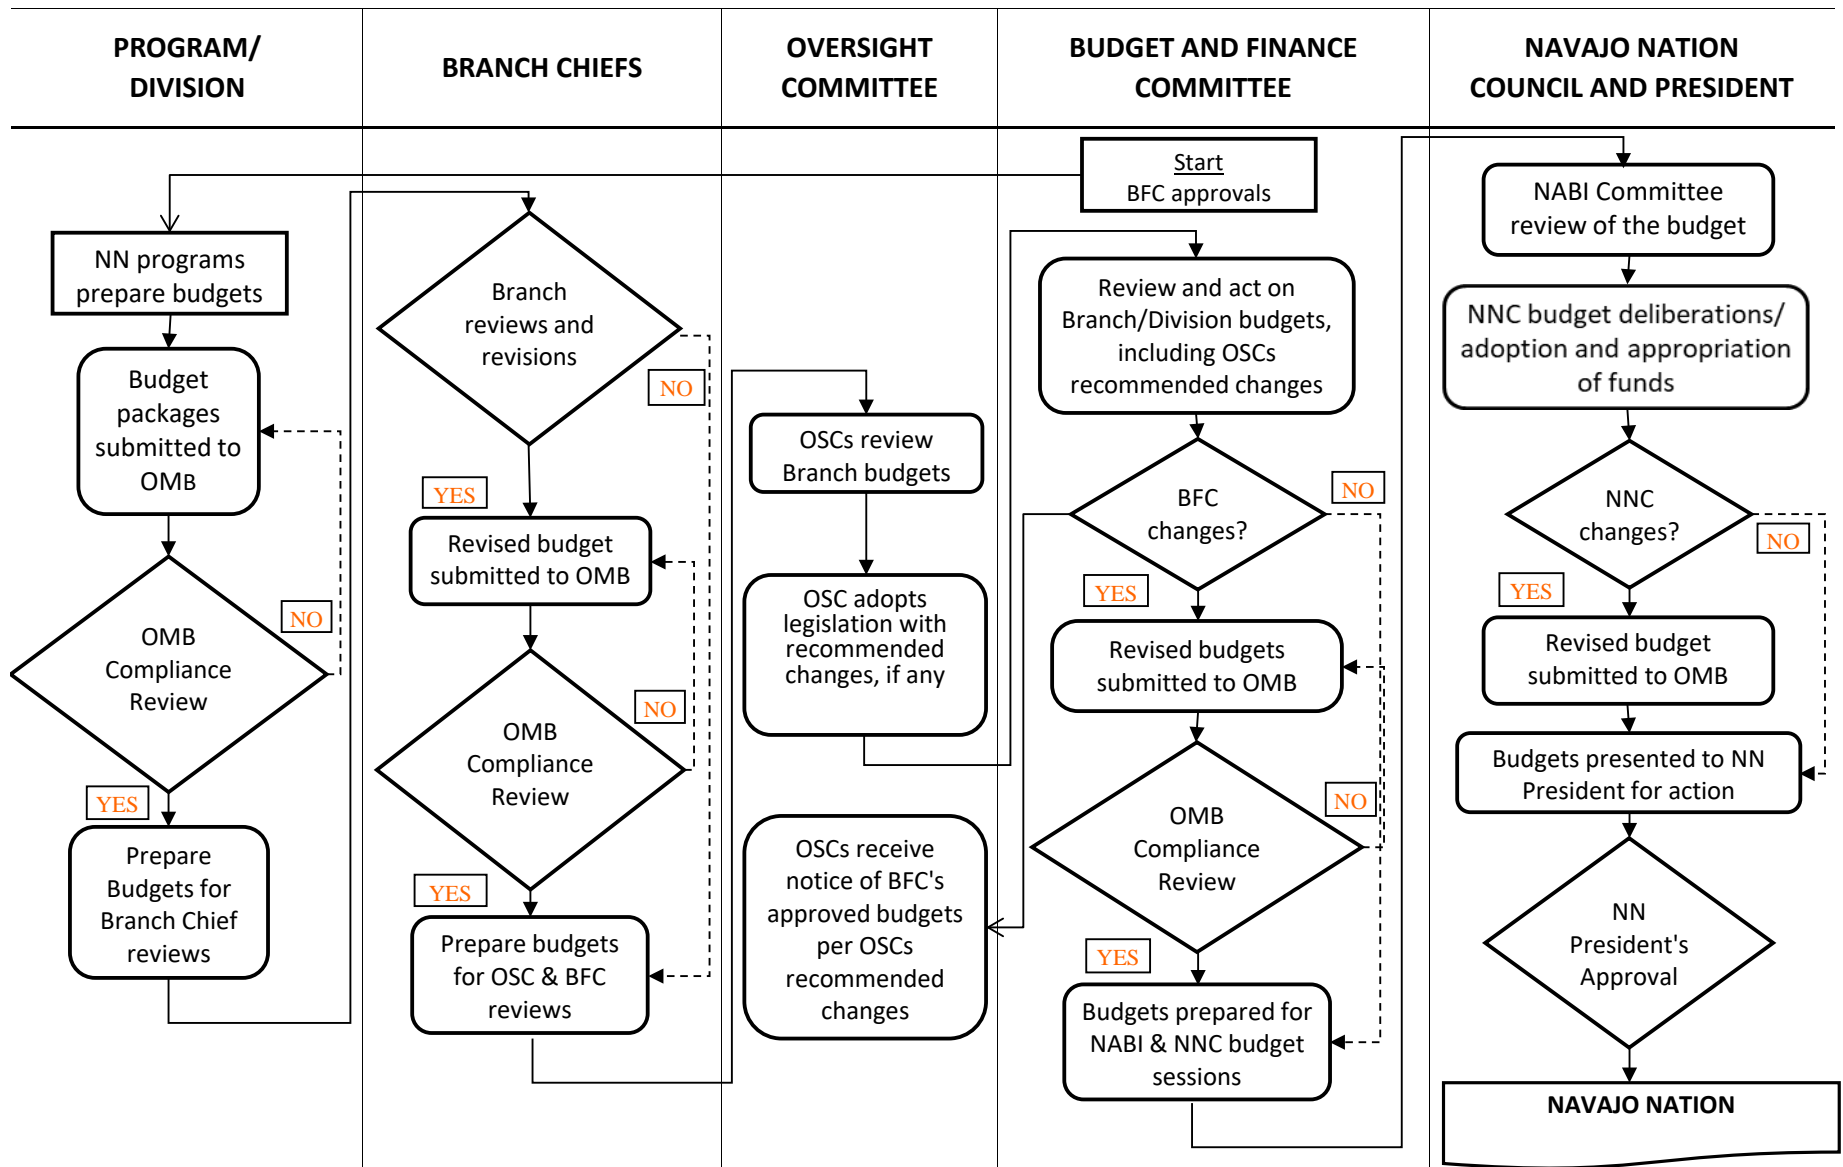 PROGRAM/
DIVISION
BRANCH CHIEFS
OVERSIGHT
COMMITTEE
BUDGET AND FINANCE
COMMITTEE
NAVAJO NATION
COUNCIL AND PRESIDENT
NN programs
prepare budgets
Budget
packages
submitted to
OMB
NO
OMB
Compliance
Review
YES
Prepare
Budgets for
Branch Chief
reviews
Branch
reviews and
revisions
NO
YES
Revised budget
submitted to OMB
NO
OMB
Compliance
Review
YES
Prepare budgets
for OSC & BFC
reviews
OSCs review
Branch budgets
OSC adopts
legislation with
recommended
changes, if any
OSCs receive
notice of BFC's
approved budgets
per OSCs
recommended
changes
Start
BFC approvals
Review and act on
Branch/Division budgets,
including OSCs
recommended changes
BFC
changes?
NO
YES
Revised budgets
submitted to OMB
NO
OMB
Compliance
Review
YES
Budgets prepared for
NABI & NNC budget
sessions
NABI Committee
review of the budget
NNC budget deliberations/
adoption and appropriation
of funds
NNC
changes?
NO
YES
Revised budget
submitted to OMB
Budgets presented to NN
President for action
NN
President's
Approval
NAVAJO NATION